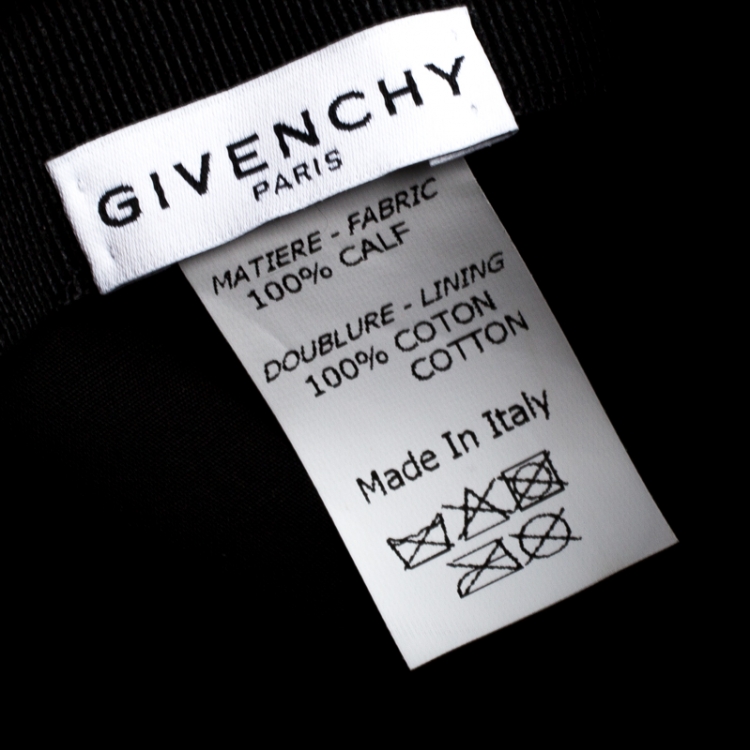 GIVENCHY
PARIS
MATIERE - FABRIC
100% CALF
DOUBLURE - LINING
100% COTON
COTTON
Made In Italy